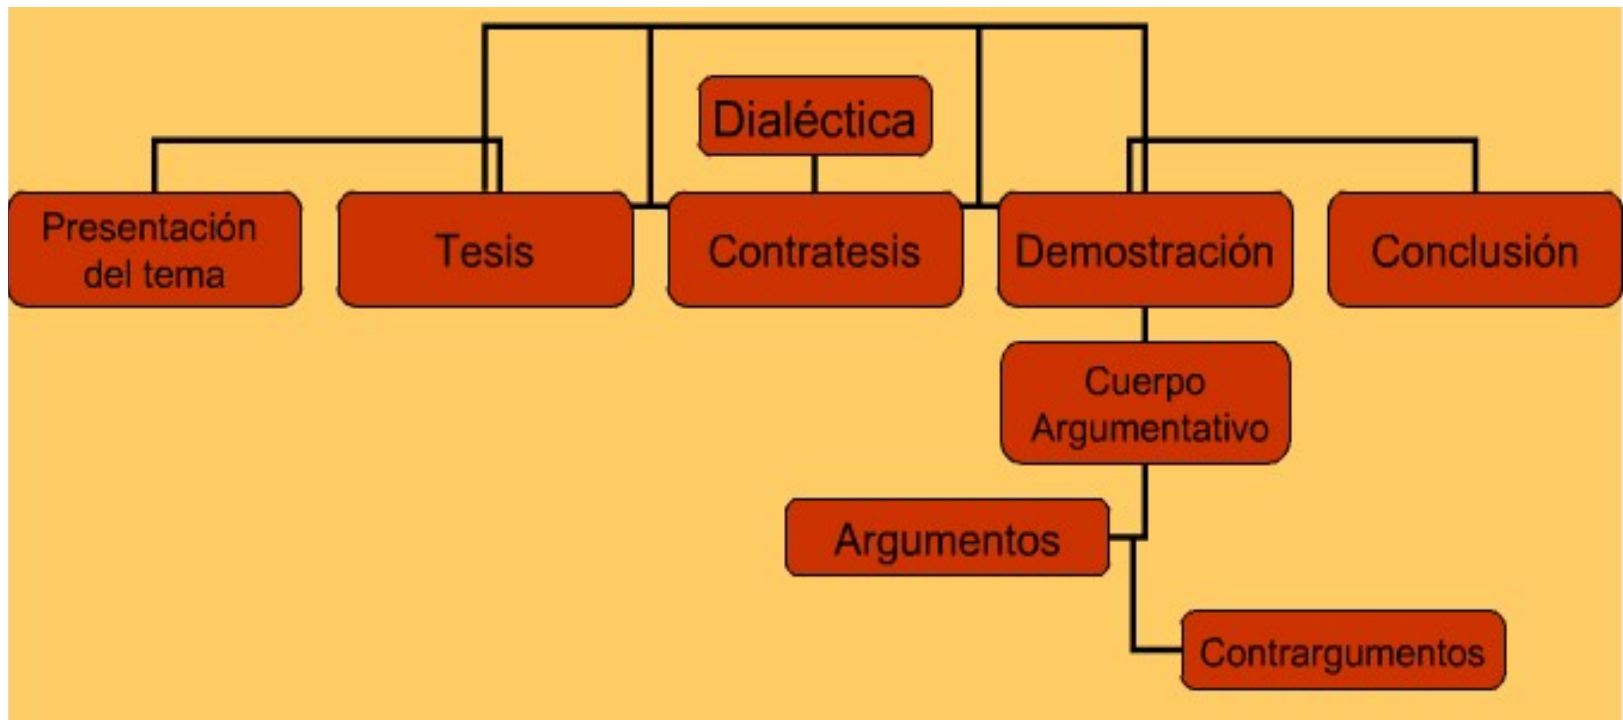 Dialéctica
Presentación
del tema
Tesis
Contratesis
Demostración
Conclusión
Cuerpo
Argumentativo
Argumentos
Contrargumentos